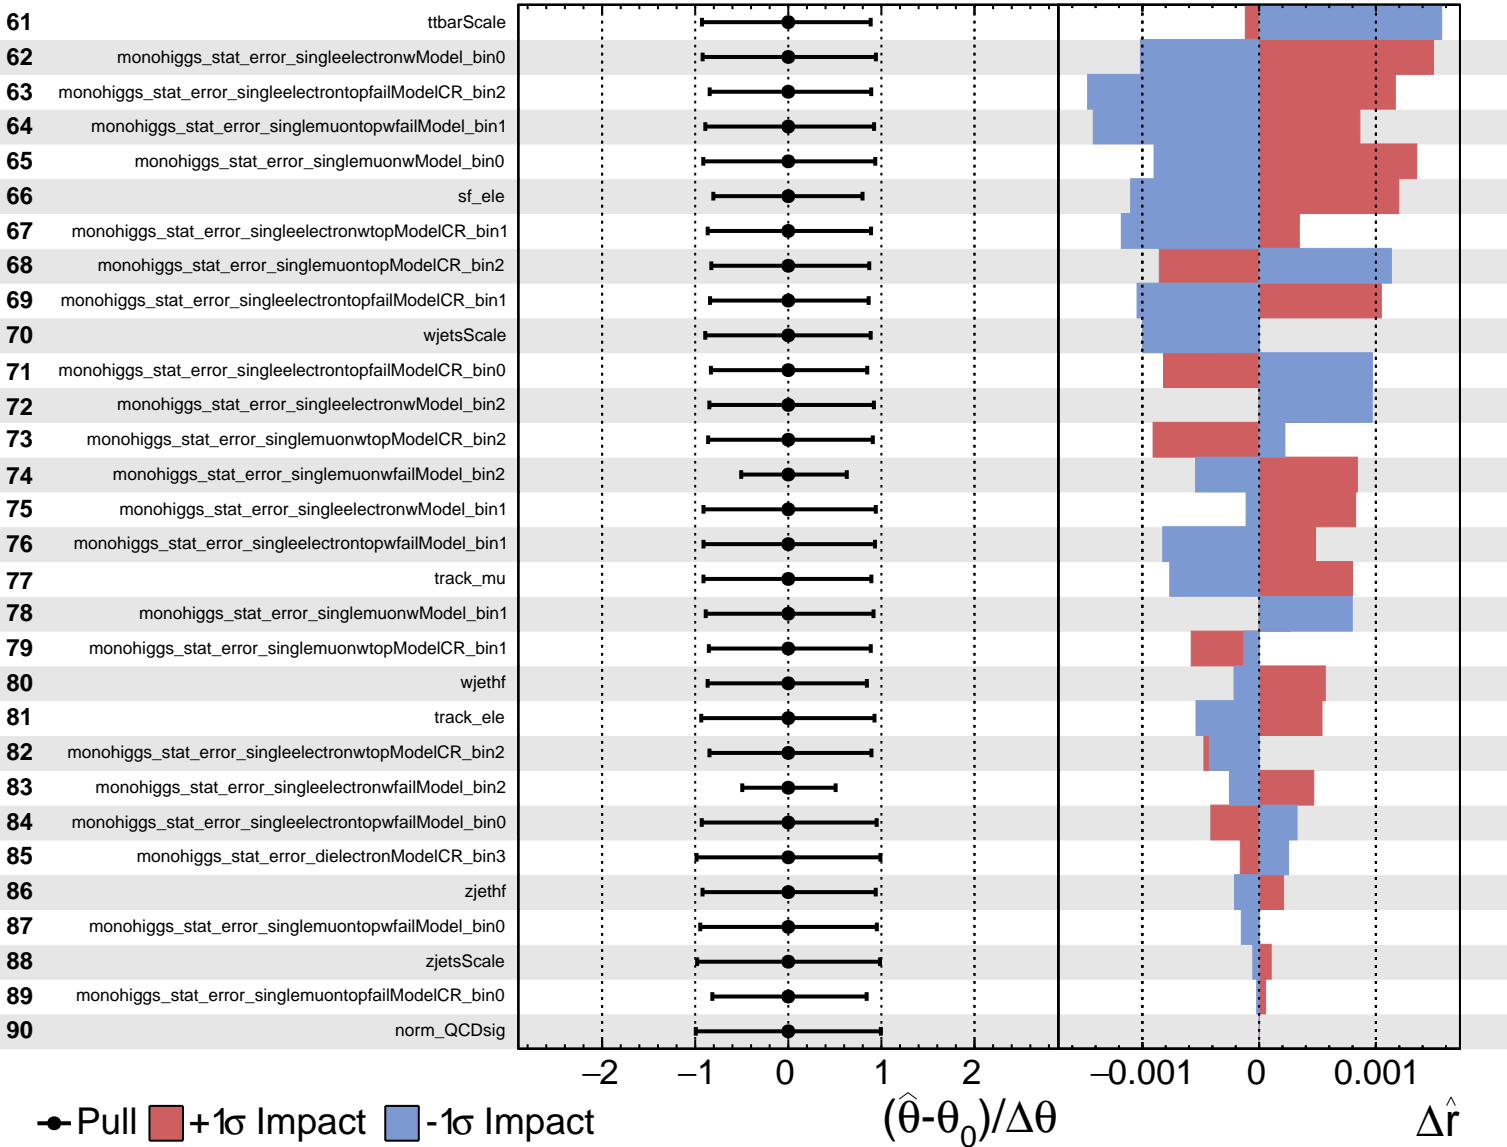 61 ttbarScale
62 monohiggs_stat_error_singleelectronwModel_bin0
63 monohiggs_stat_error_singleelectrontopfailModelCR_bin2
64 monohiggs_stat_error_singlemuontopwfailModel_bin1
65 monohiggs_stat_error_singlemuonwModel_bin0
66 sf_ele
67 monohiggs_stat_error_singleelectronwtopModelCR_bin1
68 monohiggs_stat_error_singlemuontopModelCR_bin2
69 monohiggs_stat_error_singleelectrontopfailModelCR_bin1
70 wjetsScale
71 monohiggs_stat_error_singleelectrontopfailModelCR_bin0
72 monohiggs_stat_error_singleelectronwModel_bin2
73 monohiggs_stat_error_singlemuonwtopModelCR_bin2
74 monohiggs_stat_error_singlemuonwfailModel_bin2
75 monohiggs_stat_error_singleelectronwModel_bin1
76 monohiggs_stat_error_singleelectrontopwfailModel_bin1
77 track_mu
78 monohiggs_stat_error_singlemuonwModel_bin1
79 monohiggs_stat_error_singlemuonwtopModelCR_bin1
80 wjethf
81 track_ele
82 monohiggs_stat_error_singleelectronwtopModelCR_bin2
83 monohiggs_stat_error_singleelectronwfailModel_bin2
84 monohiggs_stat_error_singleelectrontopwfailModel_bin0
85 monohiggs_stat_error_dielectronModelCR_bin3
86 zjethf
87 monohiggs_stat_error_singlemuontopwfailModel_bin0
88 zjetsScale
89 monohiggs_stat_error_singlemuontopfailModelCR_bin0
90 norm_QCDsig
−2 −1 0 1 2 −0.001 0 0.001
Pull +1σ Impact -1σ Impact (θ̂-θ₀)/Δθ Δr̂